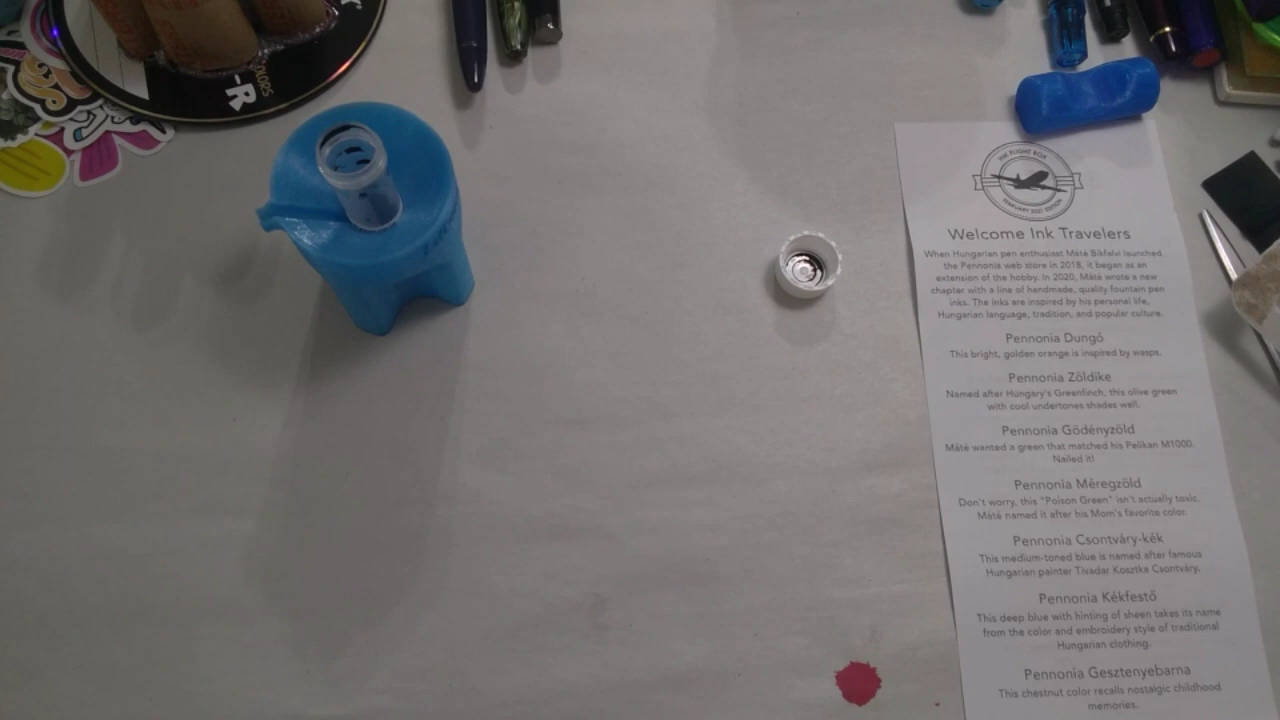 -R
INK FLIGHT BOX
FEBRUARY 2021 EDITION
Welcome Ink Travelers
When Hungarian pen enthusiast Máté Bikfalvi launched
the Pennonia web store in 2018, it began as an
extension of the hobby. In 2020, Máté wrote a new
chapter with a line of handmade, quality fountain pen
inks. The inks are inspired by his personal life,
Hungarian language, tradition, and popular culture.
Pennonia Dungó
This bright, golden orange is inspired by wasps.
Pennonia Zöldike
Named after Hungary's Greenfinch, this olive green
with cool undertones shades well.
Pennonia Gödényzöld
Máté wanted a green that matched his Pelikan M1000.
Nailed it!
Pennonia Méregzöld
Don't worry, this "Poison Green" isn't actually toxic.
Máté named it after his Mom's favorite color.
Pennonia Csontváry-kék
This medium-toned blue is named after famous
Hungarian painter Tivadar Kosztka Csontváry.
Pennonia Kékfestő
This deep blue with hinting of sheen takes its name
from the color and embroidery style of traditional
Hungarian clothing.
Pennonia Gesztenyebarna
This chestnut color recalls nostalgic childhood
memories.